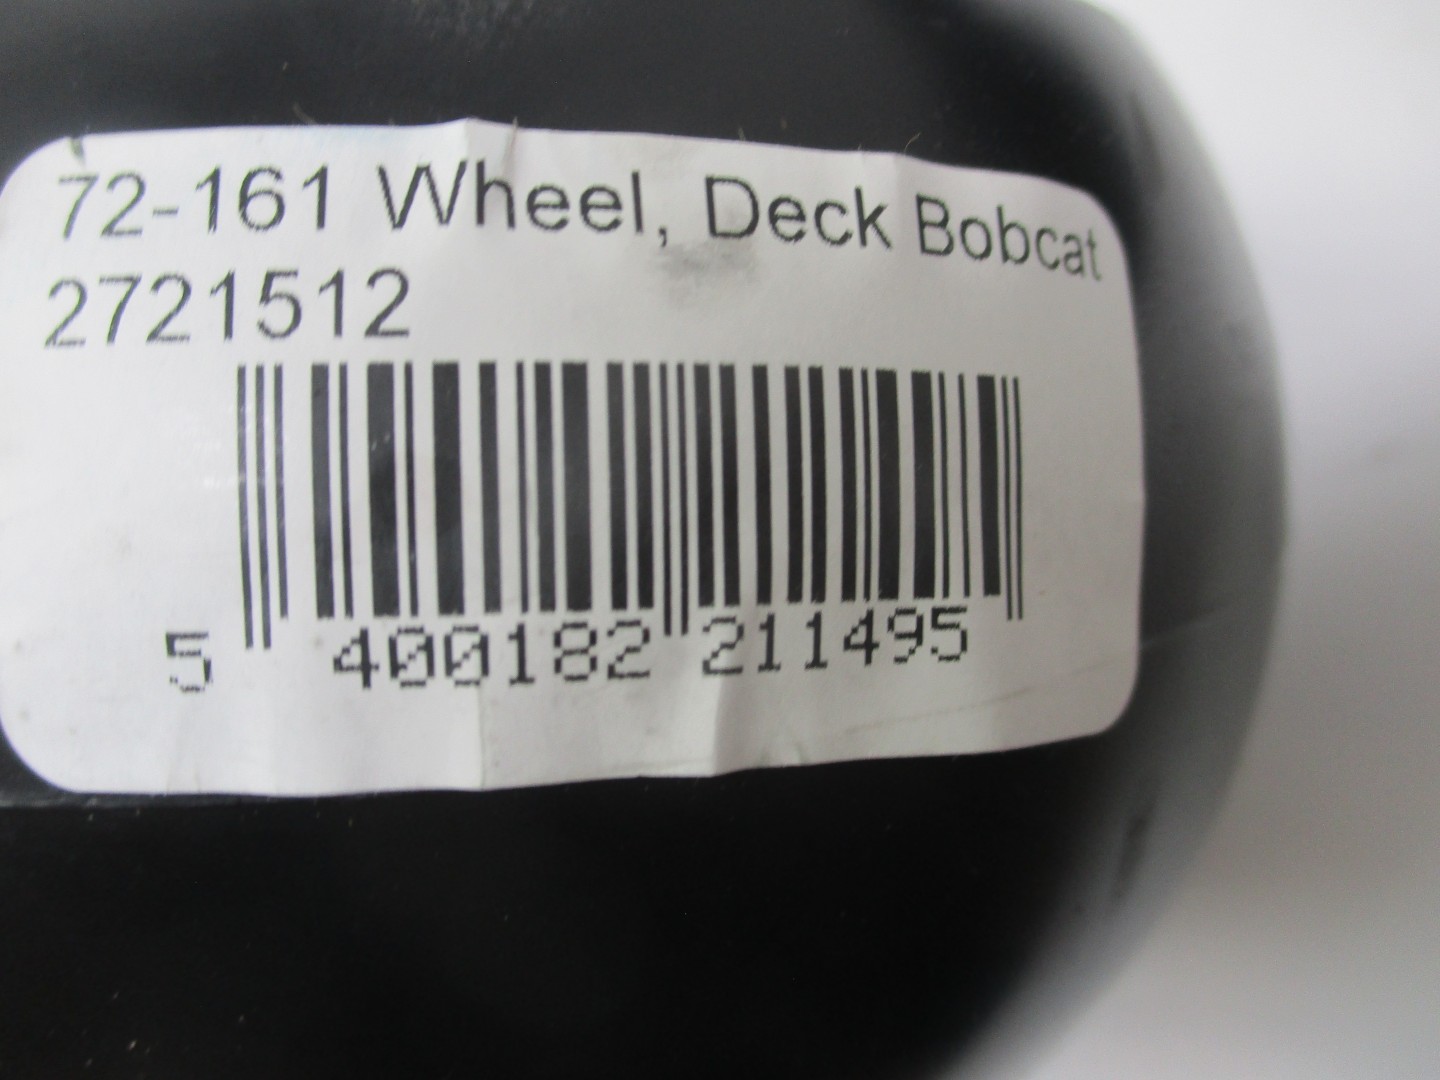 72-161 Wheel, Deck Bobcat
2721512
5 400182 211495